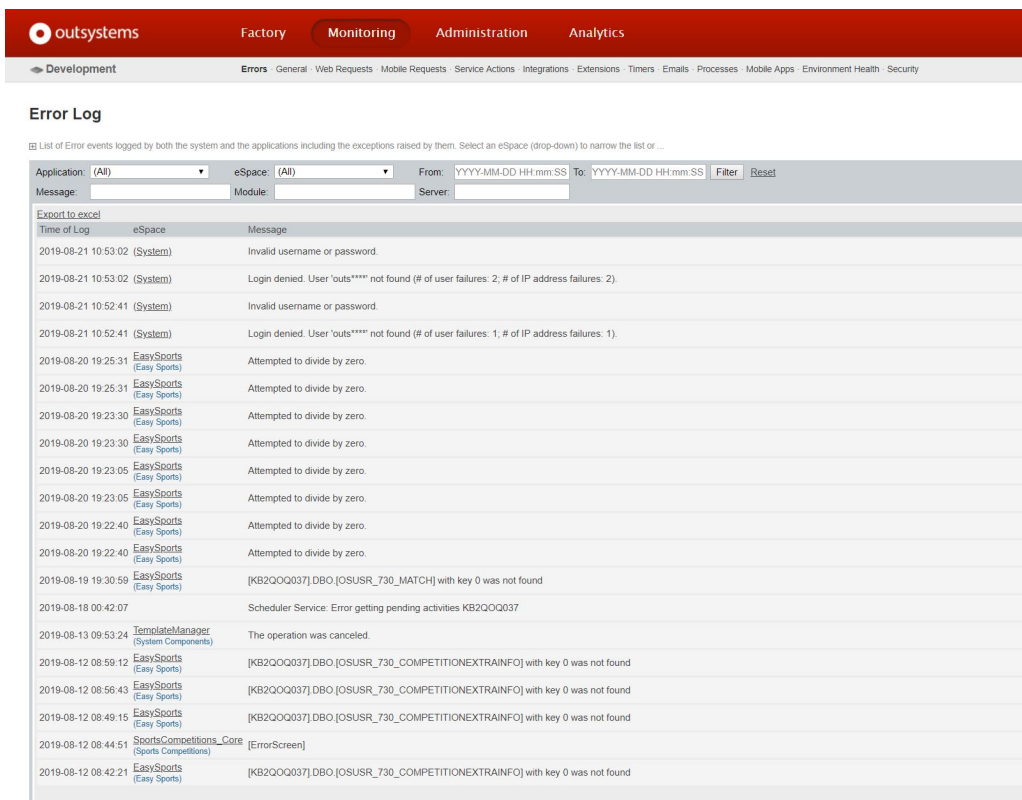 outsystems Factory Monitoring Administration Analytics
Development Errors · General · Web Requests · Mobile Requests · Service Actions · Integrations · Extensions · Timers · Emails · Processes · Mobile Apps · Environment Health · Security
Error Log
List of Error events logged by both the system and the applications including the exceptions raised by them. Select an eSpace (drop-down) to narrow the list or ...
Application: (All) eSpace: (All) From: YYYY-MM-DD HH:mm:SS To: YYYY-MM-DD HH:mm:SS Filter Reset
Message: Module: Server:
Export to excel
Time of Log eSpace Message
2019-08-21 10:53:02 (System) Invalid username or password.
2019-08-21 10:53:02 (System) Login denied. User 'outs****' not found (# of user failures: 2; # of IP address failures: 2).
2019-08-21 10:52:41 (System) Invalid username or password.
2019-08-21 10:52:41 (System) Login denied. User 'outs****' not found (# of user failures: 1; # of IP address failures: 1).
2019-08-20 19:25:31 EasySports Attempted to divide by zero.
(Easy Sports)
2019-08-20 19:25:31 EasySports Attempted to divide by zero.
(Easy Sports)
2019-08-20 19:23:30 EasySports Attempted to divide by zero.
(Easy Sports)
2019-08-20 19:23:30 EasySports Attempted to divide by zero.
(Easy Sports)
2019-08-20 19:23:05 EasySports Attempted to divide by zero.
(Easy Sports)
2019-08-20 19:23:05 EasySports Attempted to divide by zero.
(Easy Sports)
2019-08-20 19:22:40 EasySports Attempted to divide by zero.
(Easy Sports)
2019-08-20 19:22:40 EasySports Attempted to divide by zero.
(Easy Sports)
2019-08-19 19:30:59 EasySports [KB2QOQ037].DBO.[OSUSR_730_MATCH] with key 0 was not found
(Easy Sports)
2019-08-18 00:42:07 Scheduler Service: Error getting pending activities KB2QOQ037
2019-08-13 09:53:24 TemplateManager The operation was canceled.
(System Components)
2019-08-12 08:59:12 EasySports [KB2QOQ037].DBO.[OSUSR_730_COMPETITIONEXTRAINFO] with key 0 was not found
(Easy Sports)
2019-08-12 08:56:43 EasySports [KB2QOQ037].DBO.[OSUSR_730_COMPETITIONEXTRAINFO] with key 0 was not found
(Easy Sports)
2019-08-12 08:49:15 EasySports [KB2QOQ037].DBO.[OSUSR_730_COMPETITIONEXTRAINFO] with key 0 was not found
(Easy Sports)
2019-08-12 08:44:51 SportsCompetitions_Core [ErrorScreen]
(Sports Competitions)
2019-08-12 08:42:21 EasySports [KB2QOQ037].DBO.[OSUSR_730_COMPETITIONEXTRAINFO] with key 0 was not found
(Easy Sports)